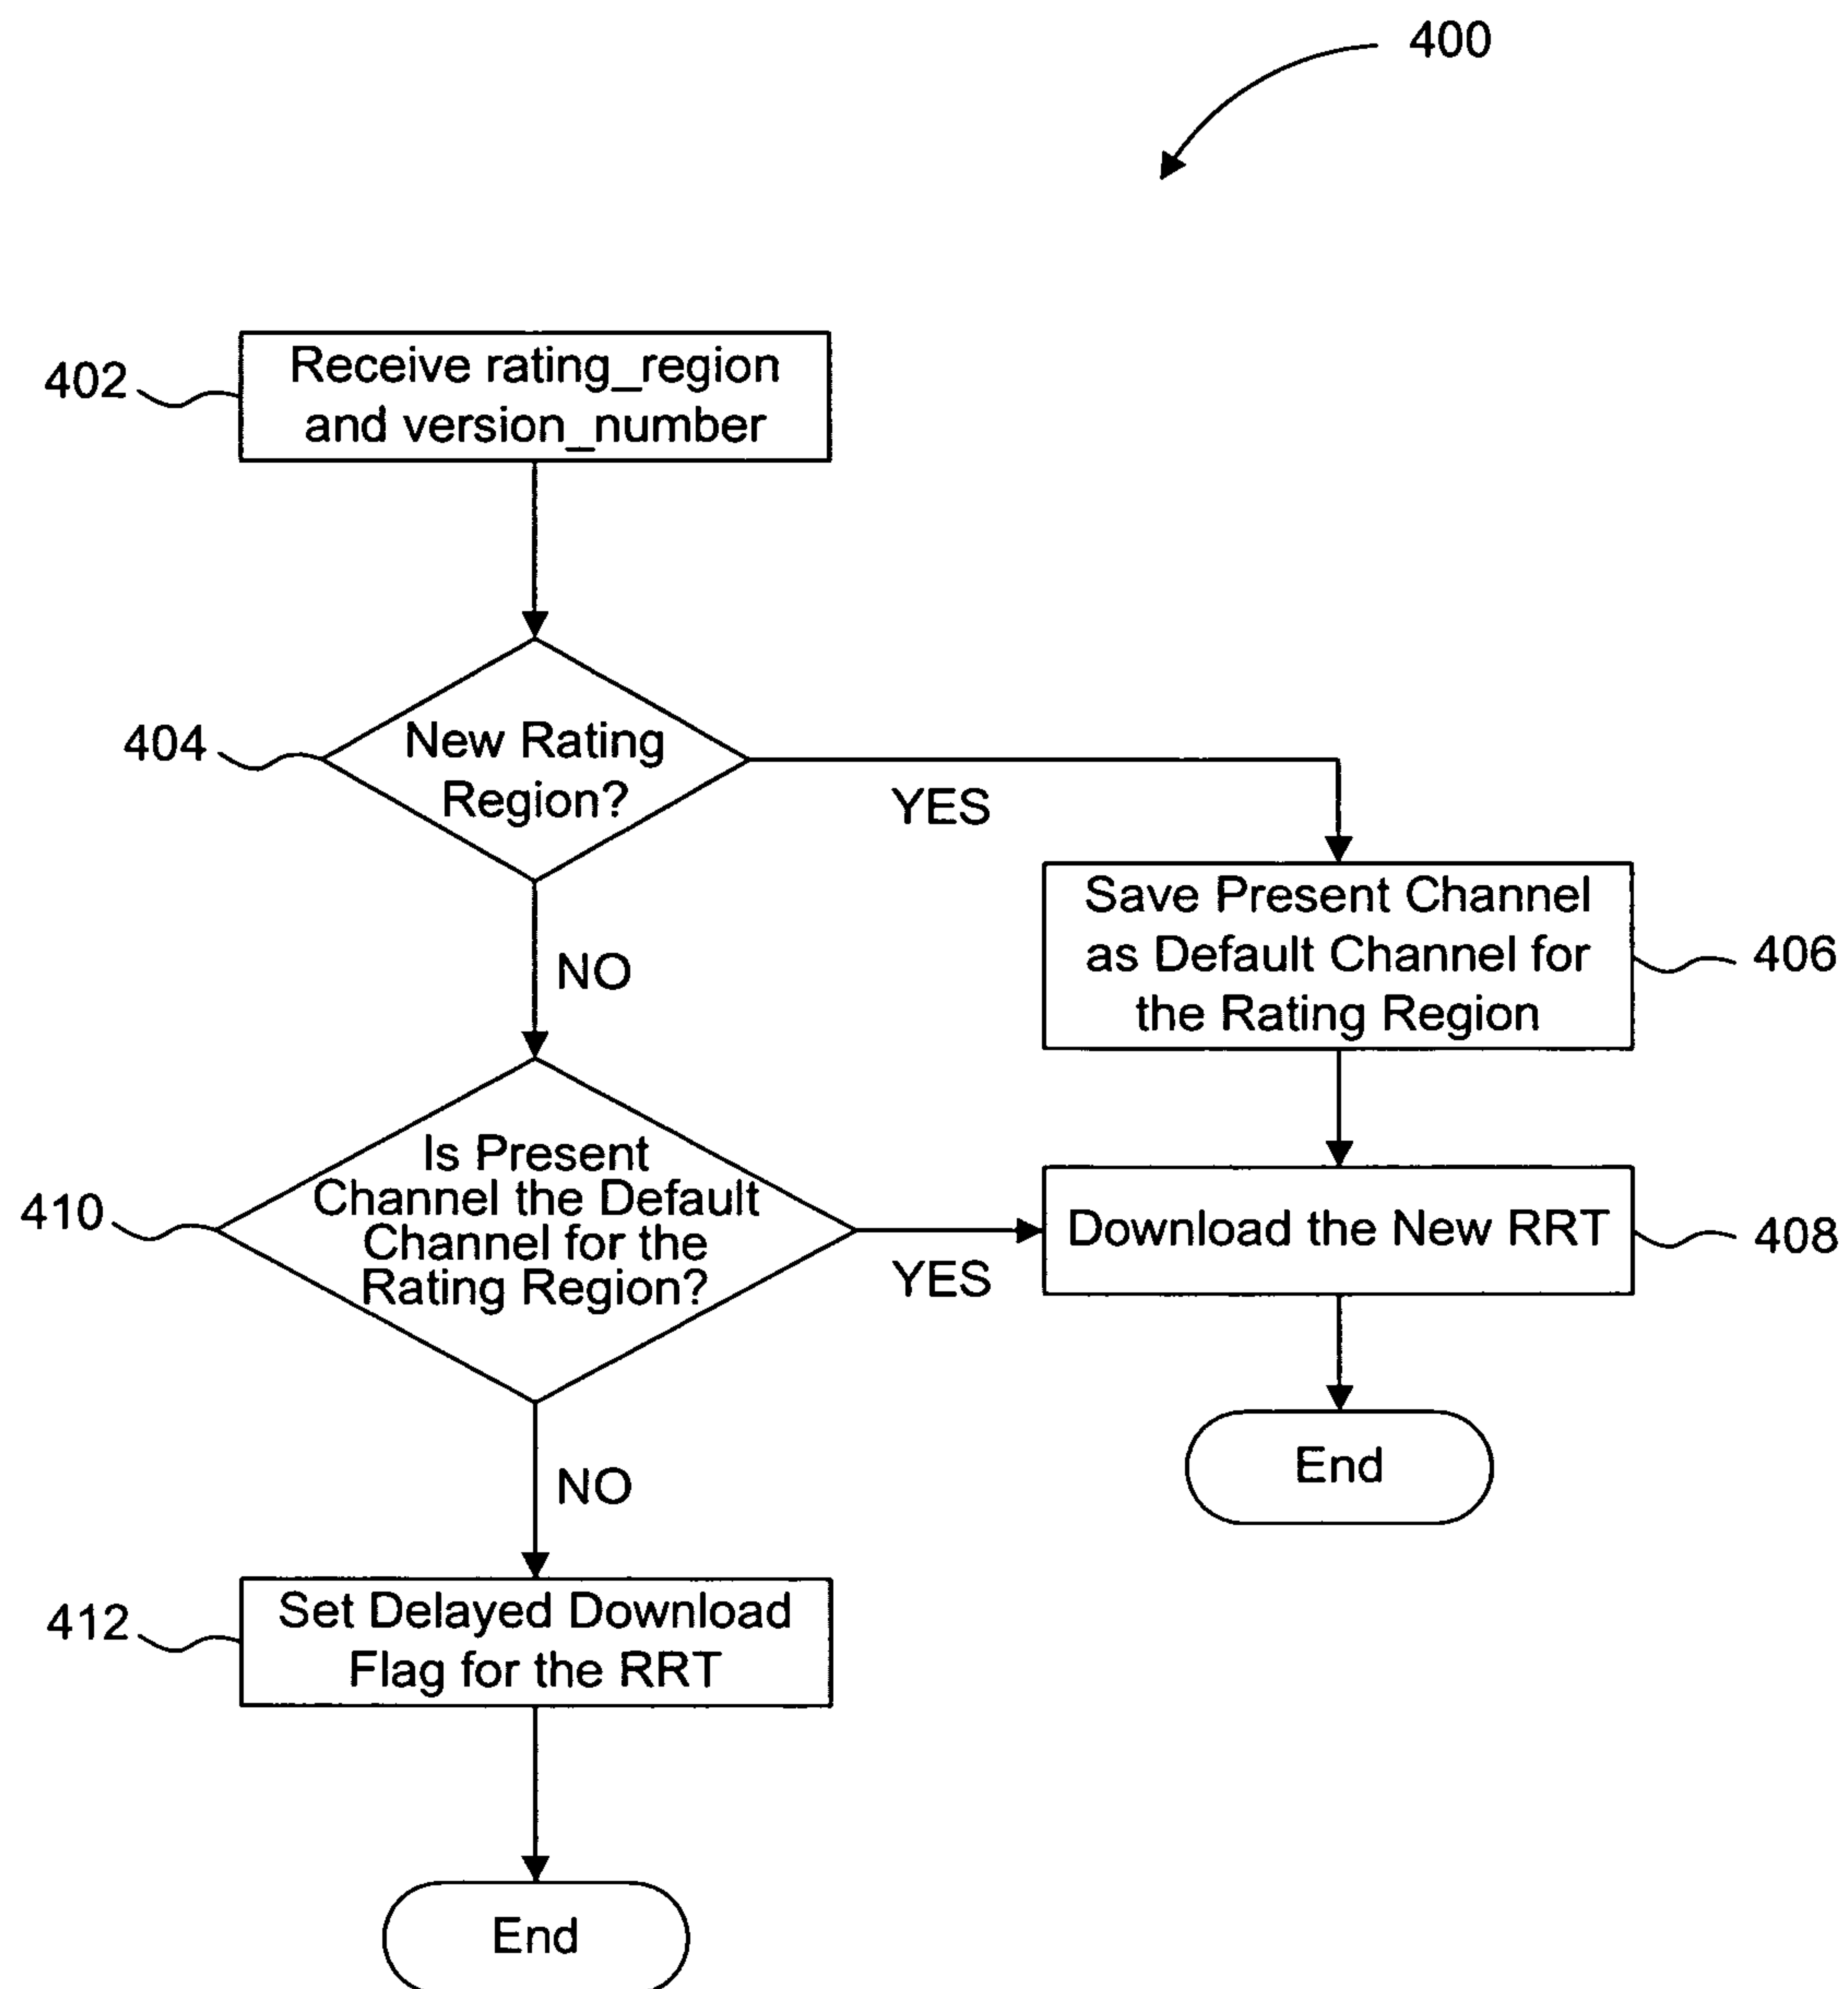 400
402
Receive rating_region
and version_number
404
New Rating
Region?
YES
NO
Save Present Channel
as Default Channel for
the Rating Region
406
410
Is Present
Channel the Default
Channel for the
Rating Region?
YES
Download the New RRT
408
NO
End
412
Set Delayed Download
Flag for the RRT
End